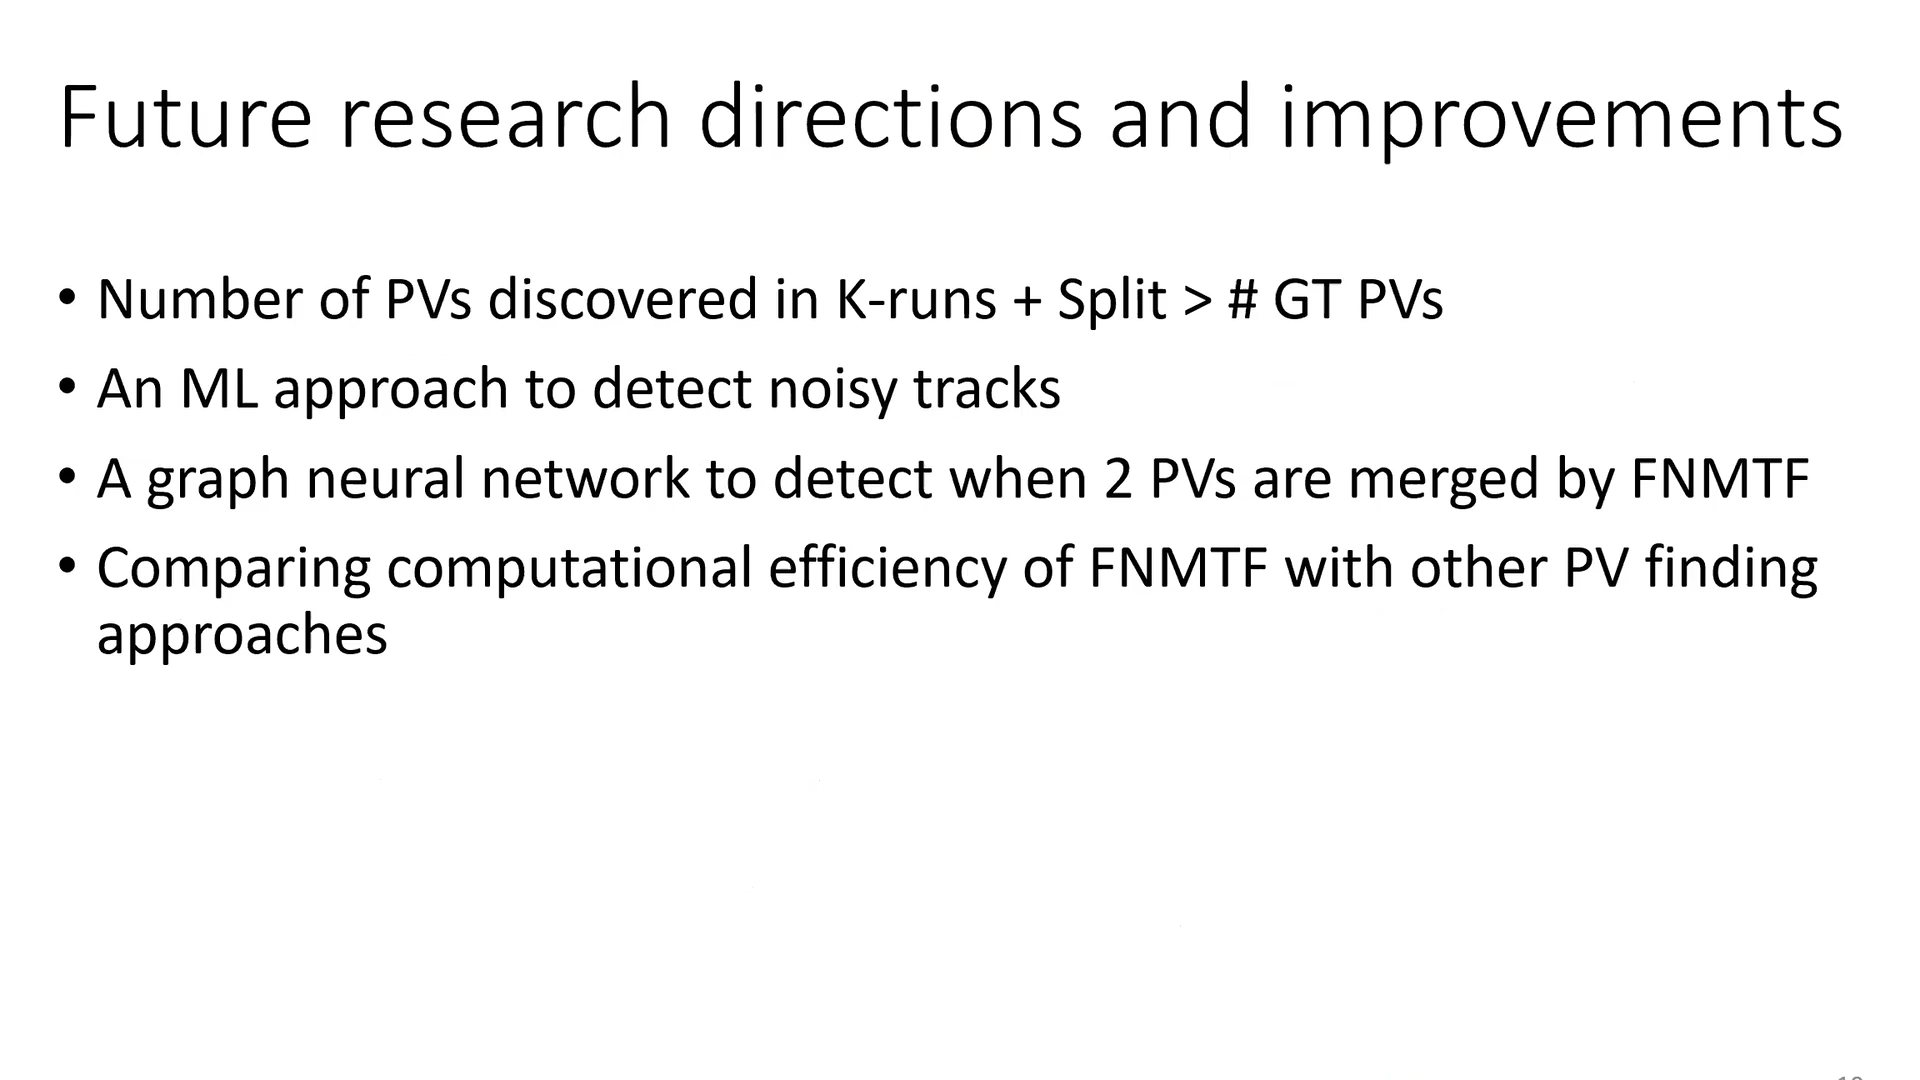 Future research directions and improvements
• Number of PVs discovered in K-runs + Split > # GT PVs
• An ML approach to detect noisy tracks
• A graph neural network to detect when 2 PVs are merged by FNMTF
• Comparing computational efficiency of FNMTF with other PV finding
approaches